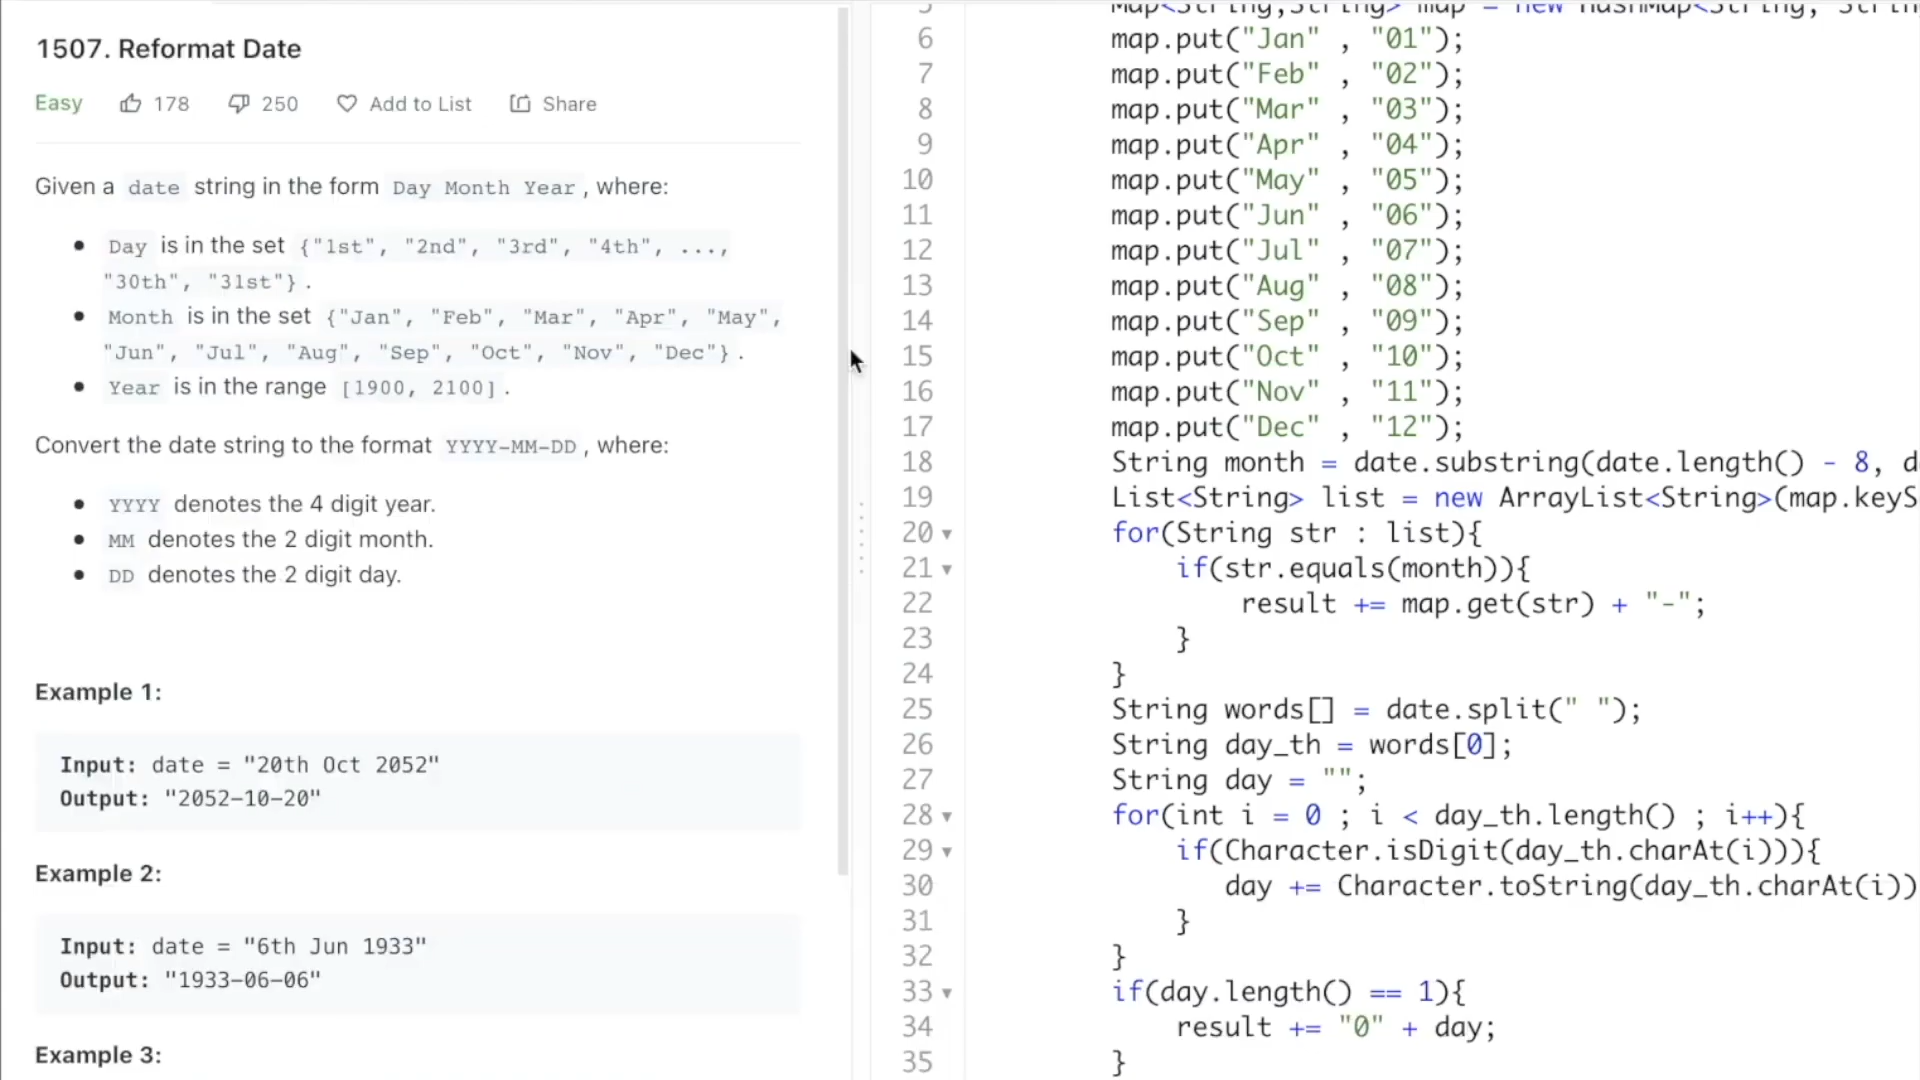 1507. Reformat Date
Easy 178 250 Add to List Share
Given a date string in the form Day Month Year , where:
Day is in the set {"1st", "2nd", "3rd", "4th", ...,
"30th", "31st"} .
Month is in the set {"Jan", "Feb", "Mar", "Apr", "May",
"Jun", "Jul", "Aug", "Sep", "Oct", "Nov", "Dec"} .
Year is in the range [1900, 2100] .
Convert the date string to the format YYYY-MM-DD , where:
YYYY denotes the 4 digit year.
MM denotes the 2 digit month.
DD denotes the 2 digit day.
Example 1:
Input: date = "20th Oct 2052"
Output: "2052-10-20"
Example 2:
Input: date = "6th Jun 1933"
Output: "1933-06-06"
Example 3:
5 Map<String,String> map = new HashMap<String,
6 map.put("Jan" , "01");
7 map.put("Feb" , "02");
8 map.put("Mar" , "03");
9 map.put("Apr" , "04");
10 map.put("May" , "05");
11 map.put("Jun" , "06");
12 map.put("Jul" , "07");
13 map.put("Aug" , "08");
14 map.put("Sep" , "09");
15 map.put("Oct" , "10");
16 map.put("Nov" , "11");
17 map.put("Dec" , "12");
18 String month = date.substring(date.length() - 8, d
19 List<String> list = new ArrayList<String>(map.keyS
20 for(String str : list){
21 if(str.equals(month)){
22 result += map.get(str) + "-";
23 }
24 }
25 String words[] = date.split(" ");
26 String day_th = words[0];
27 String day = "";
28 for(int i = 0 ; i < day_th.length() ; i++){
29 if(Character.isDigit(day_th.charAt(i))){
30 day += Character.toString(day_th.charAt(i))
31 }
32 }
33 if(day.length() == 1){
34 result += "0" + day;
35 }